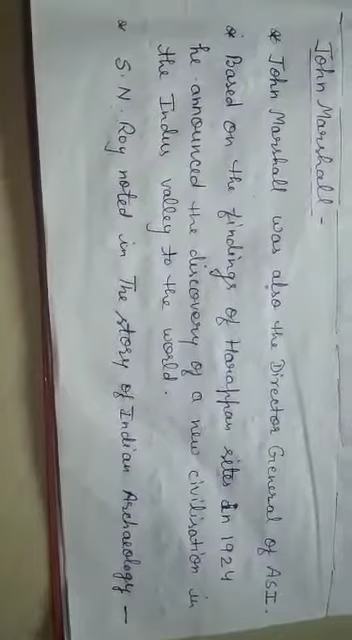 John Marshall -
* John Marshall was also the Director General of ASI.
* Based on the findings of Harappan sites in 1924
he announced the discovery of a new civilisation in
the Indus valley to the world.
* S.N. Roy noted in The story of Indian Archaeology —